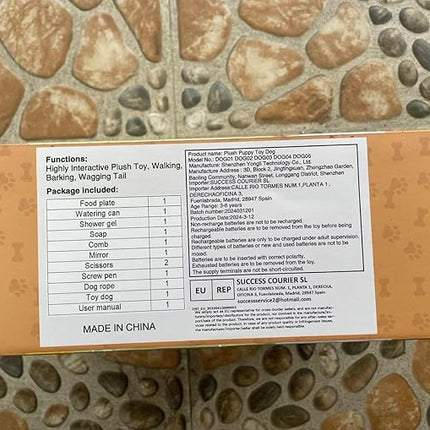 Functions:
Highly Interactive Plush Toy, Walking,
Barking, Wagging Tail
Package included:
Food plate 1
Watering can 1
Shower gel 1
Soap 1
Comb 1
Mirror 1
Scissors 2
Screw pen 1
Dog rope 1
Toy dog 1
User manual 1
MADE IN CHINA
Product name: Plush Puppy Toy Dog
Model No.: DOG01 DOG02 DOG03 DOG04 DOG05
Manufacture : Shenzhen Yongli Technology Co., Ltd.
Manufacture Address : 3D, Block 2, Jingtingyuan, Zhongzhao Garden,
Banting Community, Nanwan Street, Longgang District, Shenzhen
Importer:SUCCESS COURIER SL
Importer Address:CALLE RIO TORMES NUM.1,PLANTA 1 ,
DERECHAOFICINA 3,
Fuenlabrada, Madrid, 28947 Spain
Age Range: 3-6 years
Batch number:2024031201
Production date:2024-3-12
Non-rechargeable batteries are not to be recharged.
Rechargeable batteries are to be removed from the toy before being
charged.
Rechargeable batteries are only to be charged under adult supervision.
Different types of batteries or new and used batteries are not to be
mixed.
Batteries are to be inserted with correct polarity.
Exhausted batteries are to be removed from the toy.
The supply terminals are not to be short-circuited.
EU REP
SUCCESS COURIER SL
CALLE RIO TORMES NUM. 1, PLANTA 1, DERECHA,
OFICINA 3, Fuenlabrada, Madrid, 28947 Spain
successservice2@hotmail.com